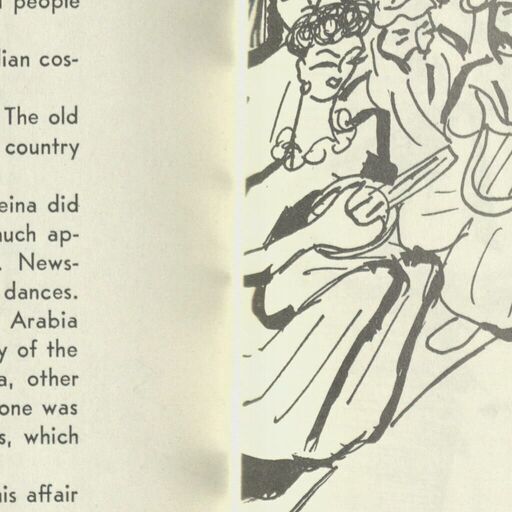 people
lian cos-
The old
country
eina did
uch ap-
. News-
dances.
Arabia
y of the
a, other
one was
s, which
is affair